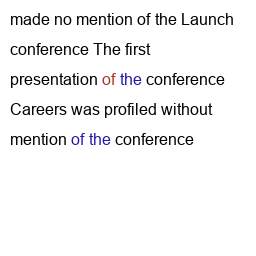 made no mention of the Launch
conference The first
presentation of the conference
Careers was profiled without
mention of the conference